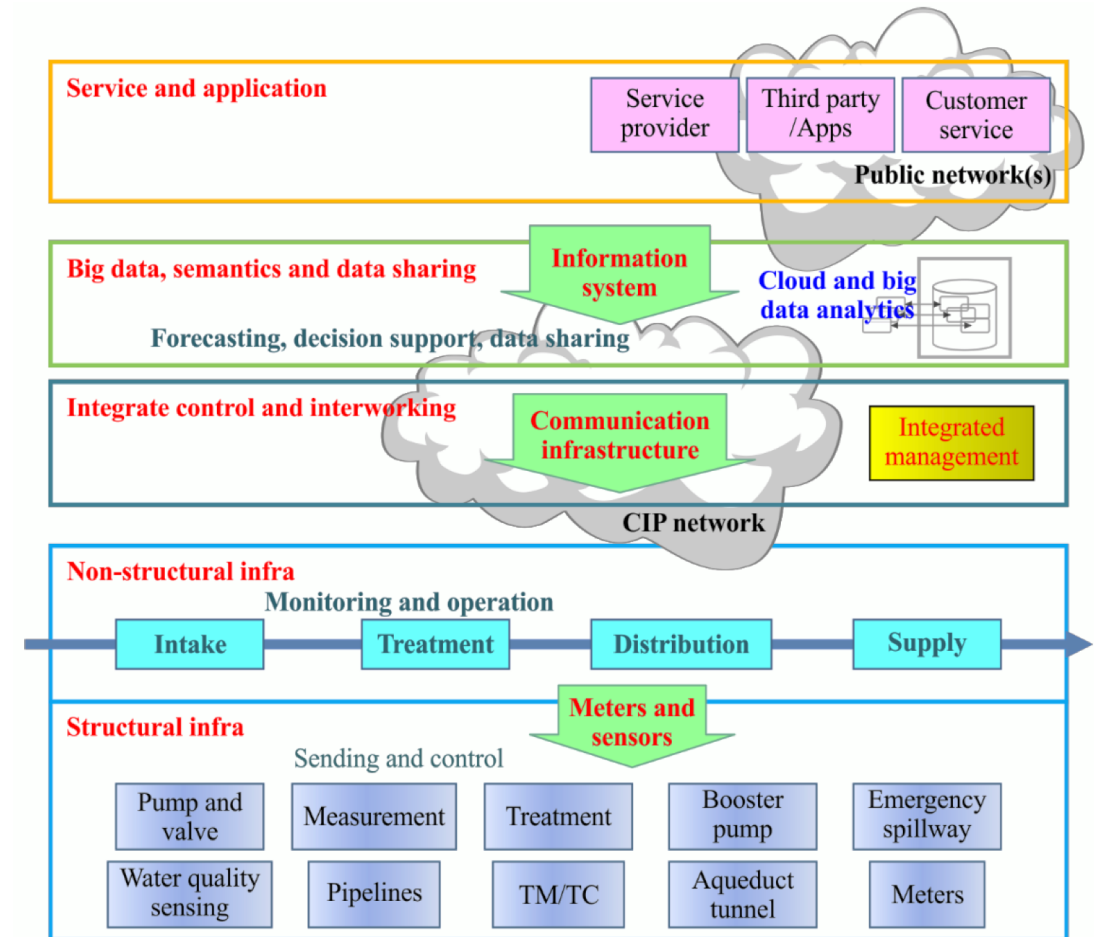 Service and application
Service
provider
Third party
/Apps
Customer
service
Public network(s)
Big data, semantics and data sharing
Information
system
Cloud and big
data analytics
Forecasting, decision support, data sharing
Integrate control and interworking
Communication
infrastructure
Integrated
management
CIP network
Non-structural infra
Monitoring and operation
Intake
Treatment
Distribution
Supply
Structural infra
Meters and
sensors
Sending and control
Pump and
valve
Measurement
Treatment
Booster
pump
Emergency
spillway
Water quality
sensing
Pipelines
TM/TC
Aqueduct
tunnel
Meters